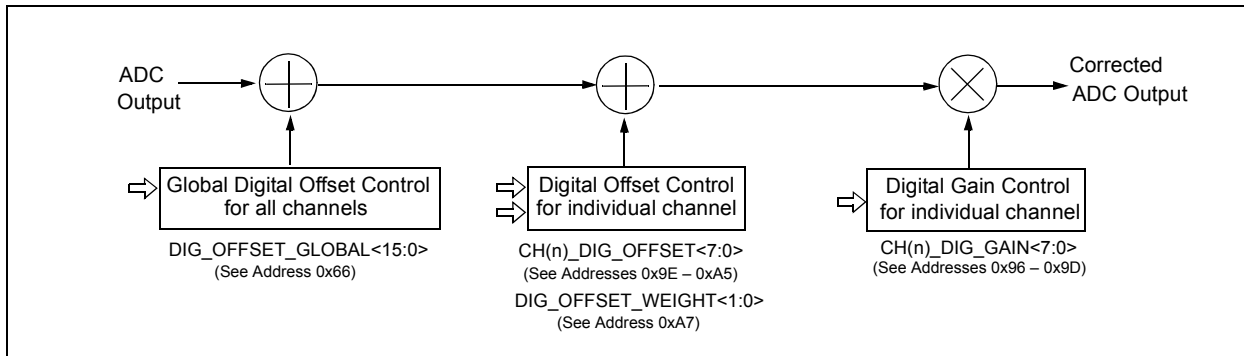 ADC
Output
Corrected
ADC Output
Global Digital Offset Control
for all channels
Digital Offset Control
for individual channel
Digital Gain Control
for individual channel
DIG_OFFSET_GLOBAL<15:0>
(See Address 0x66)
CH(n)_DIG_OFFSET<7:0>
(See Addresses 0x9E – 0xA5)
DIG_OFFSET_WEIGHT<1:0>
(See Address 0xA7)
CH(n)_DIG_GAIN<7:0>
(See Addresses 0x96 – 0x9D)